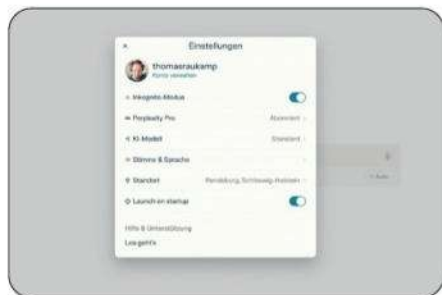 Einstellungen
thomasraukamp
Konto verwalten
Inkognito-Modus
Perplexity Pro Abonniert
KI-Modell Standard
Stimme & Sprache
Standort Rendsburg, Schleswig-Holstein
Launch on startup
Hilfe & Unterstützung
Los geht's